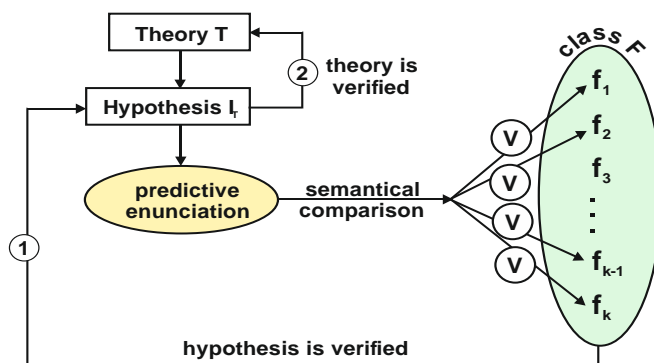 Theory T
2
theory is
verified
class F
Hypothesis Iᵣ
f₁
V
f₂
V
f₃
predictive
enunciation
semantical
comparison
1
V
V
fₖ₋₁
fₖ
hypothesis is verified